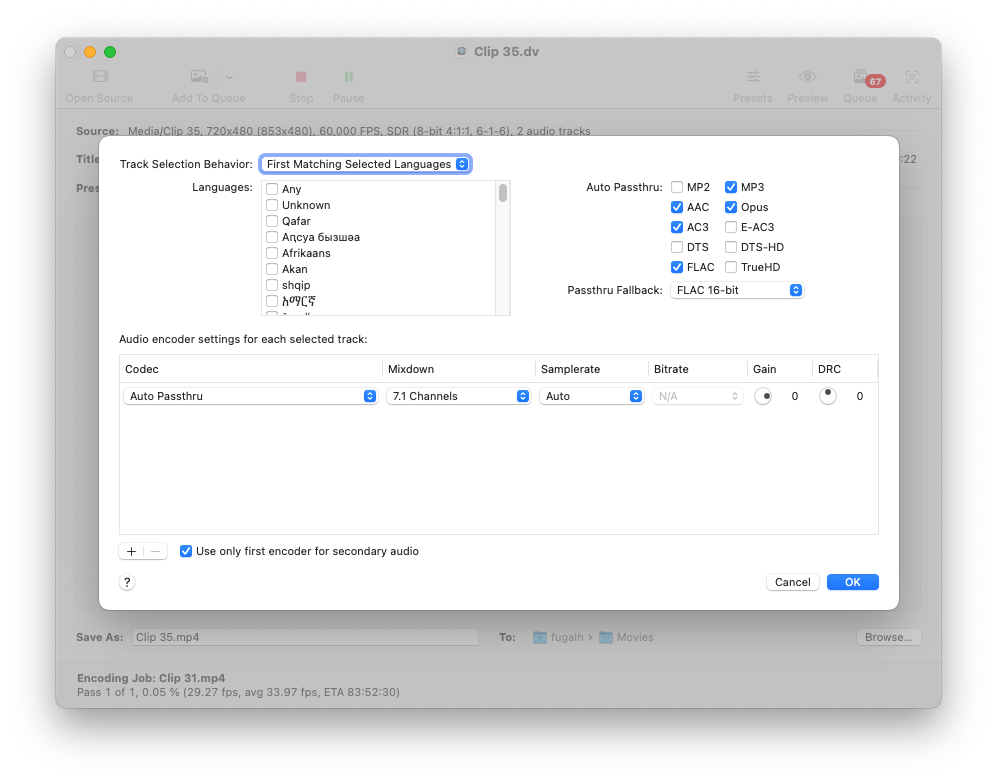 Clip 35.dv
Open Source
Add To Queue
Stop
Pause
Presets
Preview
67
Queue
Activity
Source: Media/Clip 35, 720x480 (853x480), 60,000 FPS, SDR (8-bit 4:1:1, 6-1-6), 2 audio tracks
Title
:22
Pres
Track Selection Behavior: First Matching Selected Languages
Languages:
Any
Unknown
Qafar
Аҧсуа бызшәа
Afrikaans
Akan
shqip
አማርኛ
Auto Passthru:
MP2 MP3
AAC Opus
AC3 E-AC3
DTS DTS-HD
FLAC TrueHD
Passthru Fallback: FLAC 16-bit
Audio encoder settings for each selected track:
Codec Mixdown Samplerate Bitrate Gain DRC
Auto Passthru 7.1 Channels Auto N/A 0 0
+ −
Use only first encoder for secondary audio
?
Cancel OK
Save As: Clip 35.mp4 To: fugalh › Movies Browse...
Encoding Job: Clip 31.mp4
Pass 1 of 1, 0.05 % (29.27 fps, avg 33.97 fps, ETA 83:52:30)